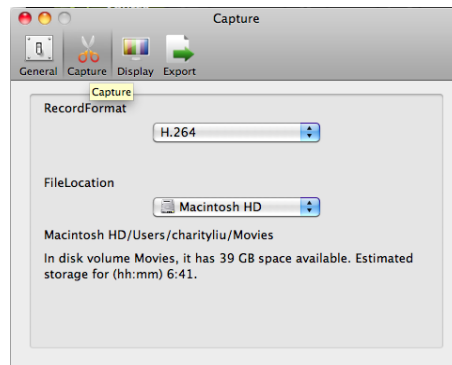 Capture
General Capture Display Export
Capture
RecordFormat
H.264
FileLocation
Macintosh HD
Macintosh HD/Users/charityliu/Movies
In disk volume Movies, it has 39 GB space available. Estimated
storage for (hh:mm) 6:41.